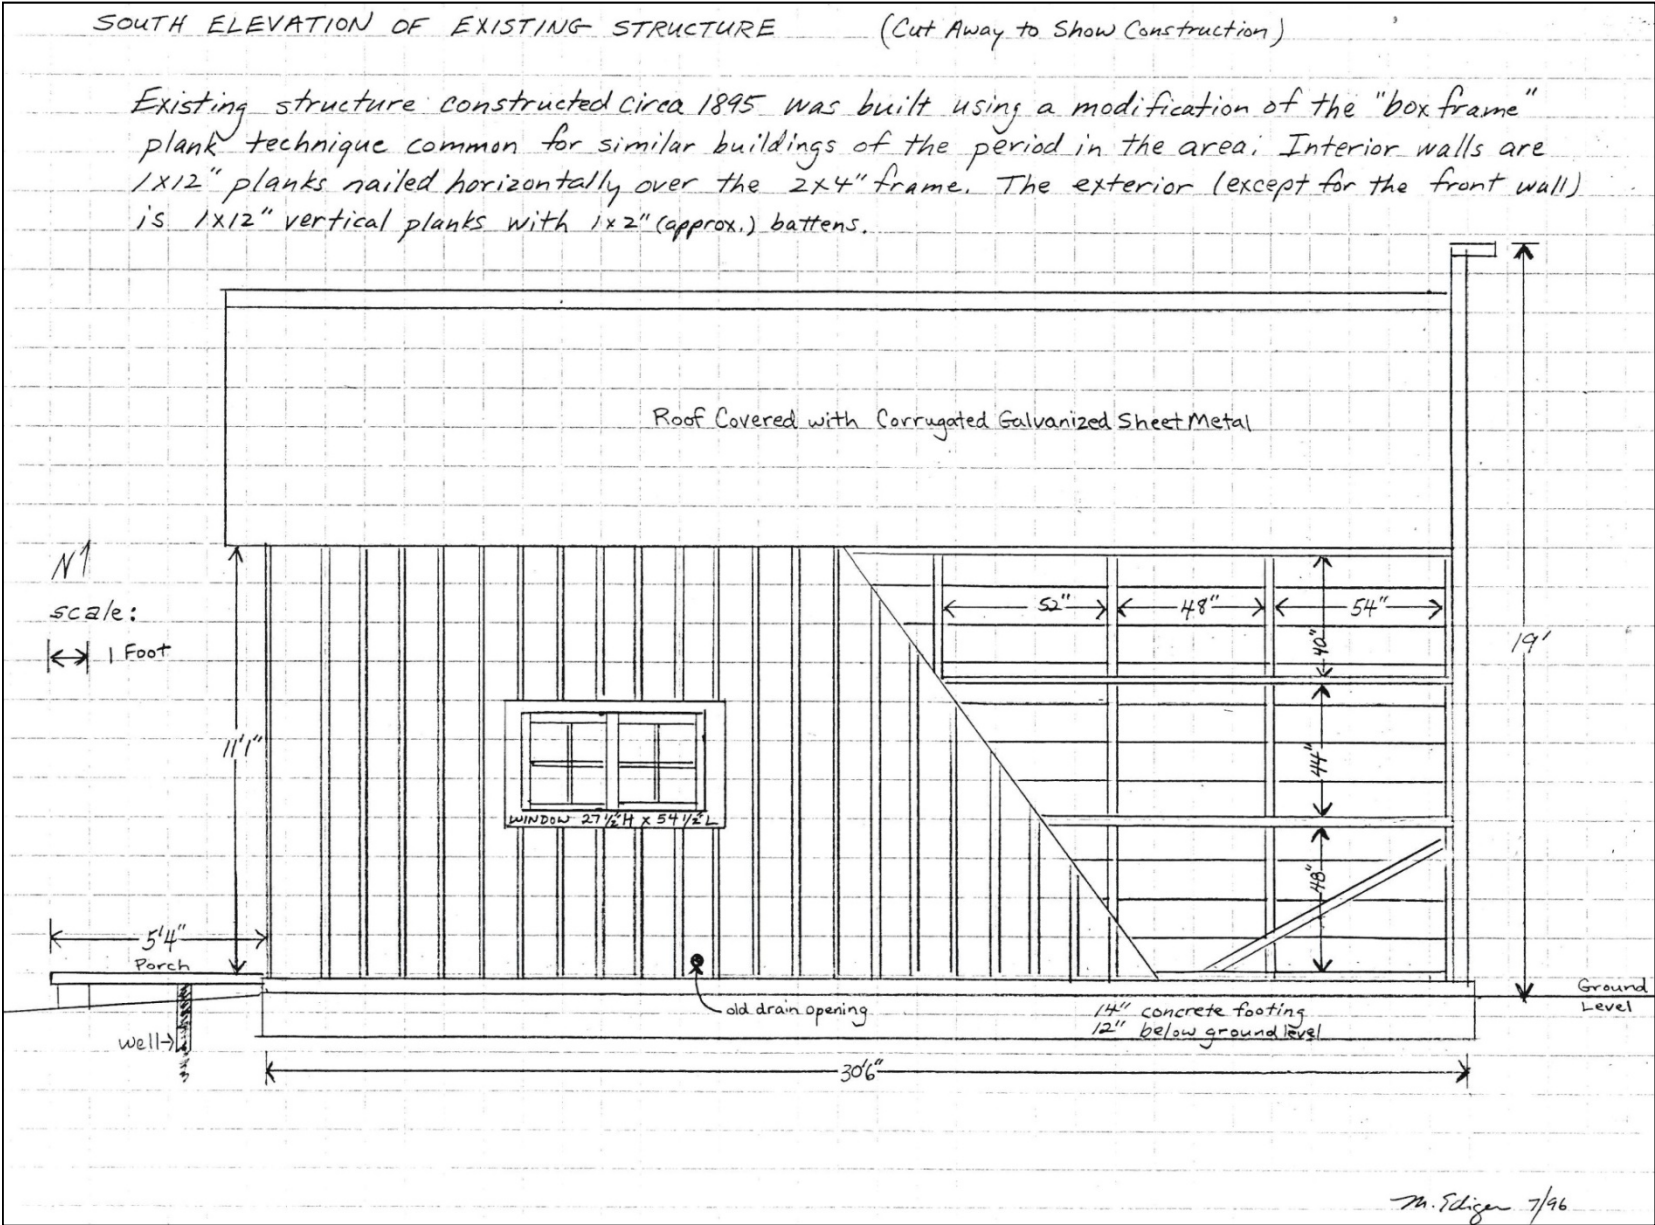 SOUTH ELEVATION OF EXISTING STRUCTURE (Cut Away to Show Construction)
Existing structure constructed circa 1895 was built using a modification of the "box frame"
plank technique common for similar buildings of the period in the area; Interior walls are
1x12" planks nailed horizontally over the 2x4" frame. The exterior (except for the front wall)
is 1x12" vertical planks with 1x2" (approx.) battens.
Roof Covered with Corrugated Galvanized Sheet Metal
N
scale:
1 Foot
52"
48"
54"
40"
19'
11'1"
44"
WINDOW 27 1/2" H x 54 1/2" L
48"
5'4"
Porch
old drain opening
14" concrete footing
12" below ground level
Ground
Level
well
30'6"
M. 7/96